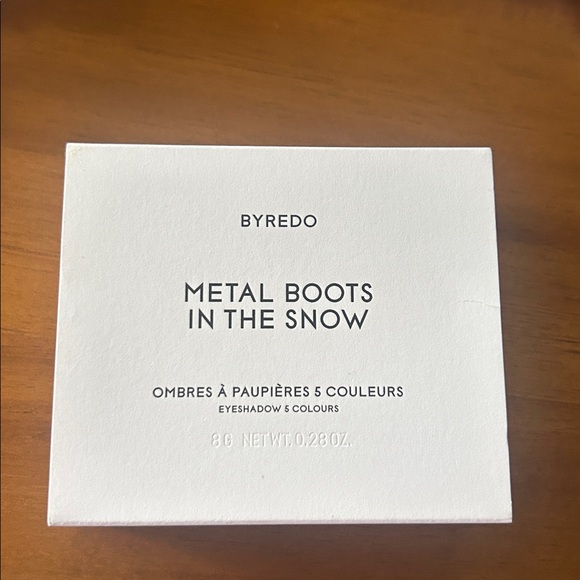 BYREDO
METAL BOOTS
IN THE SNOW
OMBRES À PAUPIÈRES 5 COULEURS
EYESHADOW 5 COLOURS
8G NET WT. 0.28 OZ.